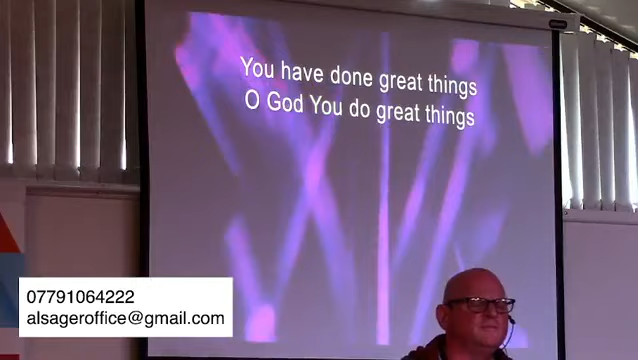 You have done great things
O God You do great things
07791064222
alsageroffice@gmail.com